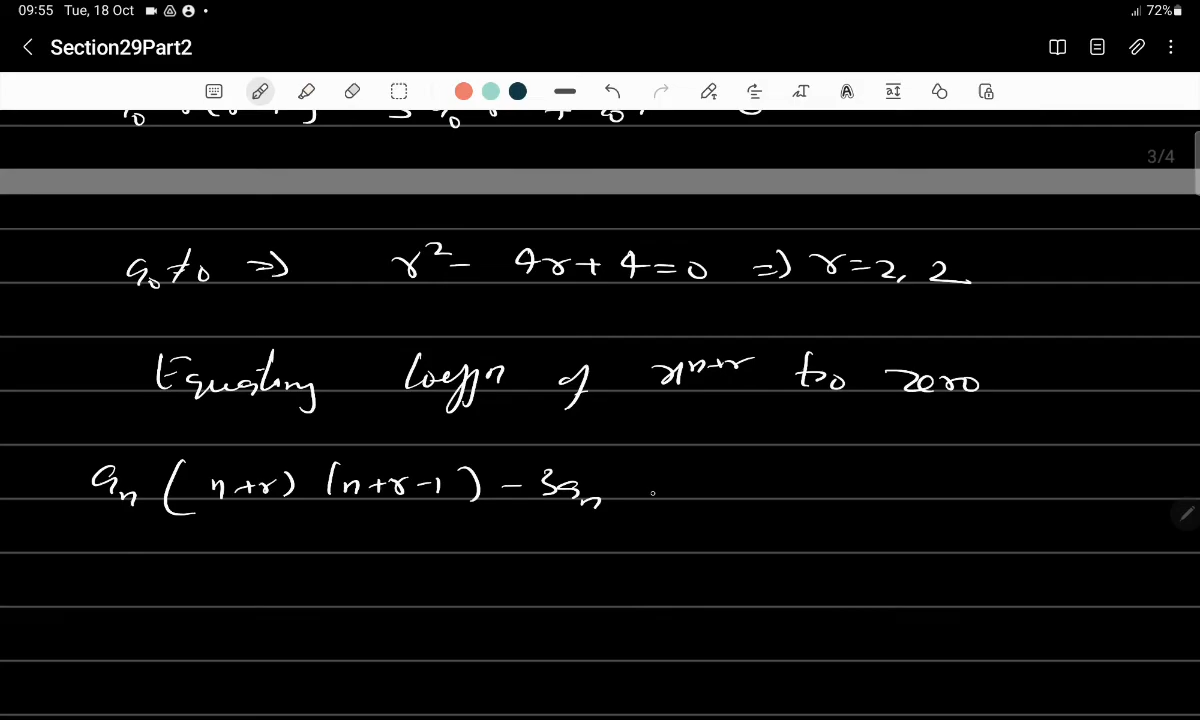 09:55 Tue, 18 Oct
72%
Section29Part2
3/4
a₀ ≠ 0 ⇒ r² - 4r + 4 = 0 ⇒ r = 2, 2
Equating coeffn of xⁿ⁺ʳ to zero
aₙ (n+r) (n+r-1) - 3aₙ